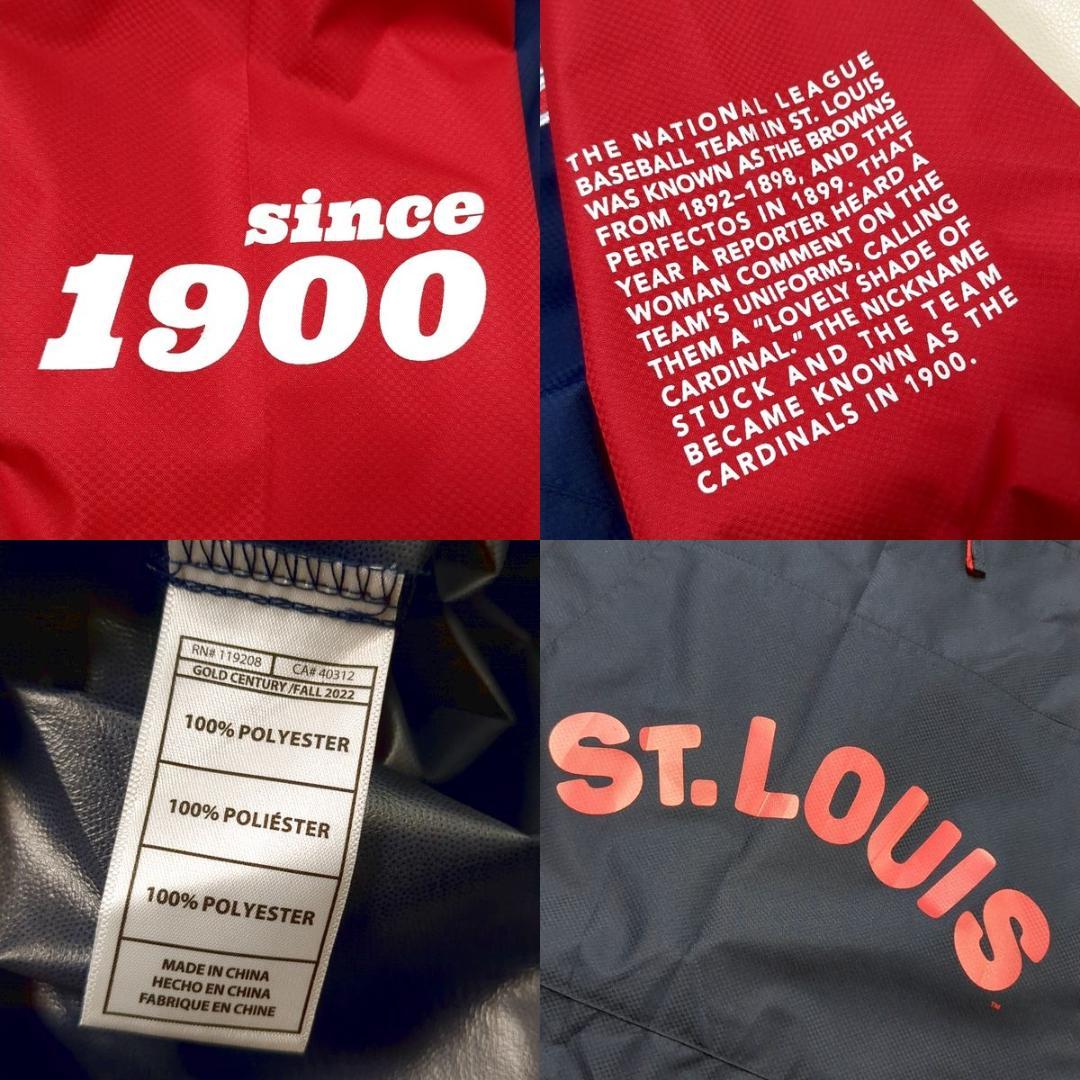 since
1900
THE NATIONAL LEAGUE
BASEBALL TEAM IN ST. LOUIS
WAS KNOWN AS THE BROWNS
FROM 1892–1898, AND THE
PERFECTOS IN 1899. THAT
YEAR A REPORTER HEARD A
WOMAN COMMENT ON THE
TEAM'S UNIFORMS, CALLING
THEM A "LOVELY SHADE OF
CARDINAL." THE NICKNAME
STUCK AND THE TEAM
BECAME KNOWN AS THE
CARDINALS IN 1900.
RN# 119208 CA# 40312
GOLD CENTURY /FALL 2022
100% POLYESTER
100% POLIÉSTER
100% POLYESTER
MADE IN CHINA
HECHO EN CHINA
FABRIQUE EN CHINE
ST. LOUIS
TM